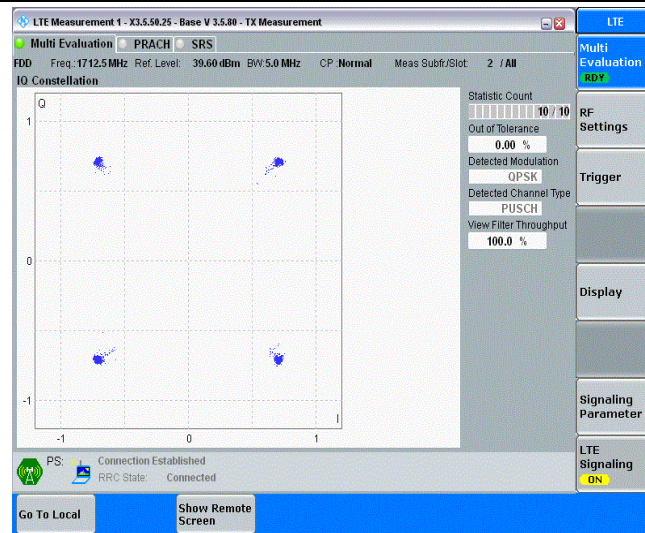 LTE Measurement 1 - X3.5.50.25 - Base V 3.5.80 - TX Measurement
LTE
Multi Evaluation PRACH SRS
FDD Freq.:1712.5 MHz Ref. Level: 39.60 dBm BW:5.0 MHz CP :Normal Meas Subfr/Slot: 2 / All
IQ Constellation
Q
1
0
-1
-1
0
1
I
Statistic Count
10 / 10
Out of Tolerance
0.00 %
Detected Modulation
QPSK
Detected Channel Type
PUSCH
View Filter Throughput
100.0 %
Multi
Evaluation
RDY
RF
Settings
Trigger
Display
Signaling
Parameter
LTE
Signaling
ON
PS: Connection Established
RRC State: Connected
Go To Local
Show Remote
Screen